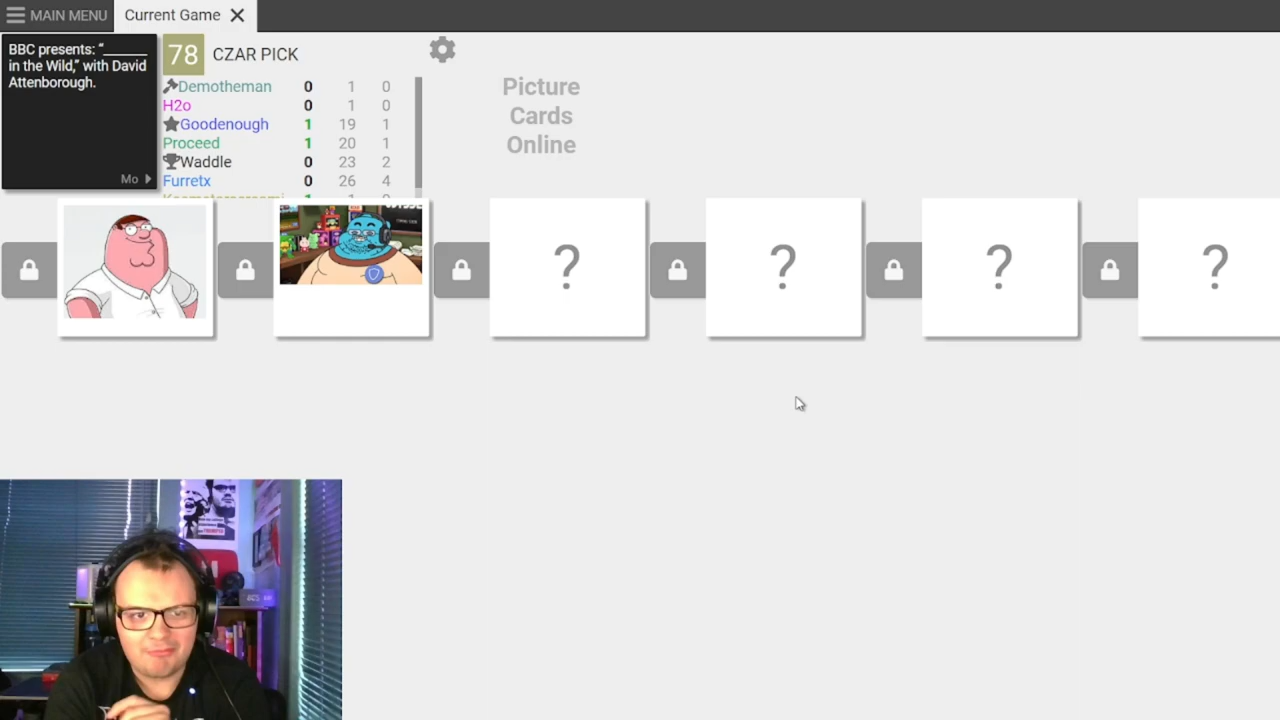 MAIN MENU
Current Game
BBC presents: “_______
in the Wild,” with David
Attenborough.
Mo
78 CZAR PICK
Demotheman 0 1 0
H2o 0 1 0
Goodenough 1 19 1
Proceed 1 20 1
Waddle 0 23 2
Furretx 0 26 4
Picture
Cards
Online
?
?
?
?